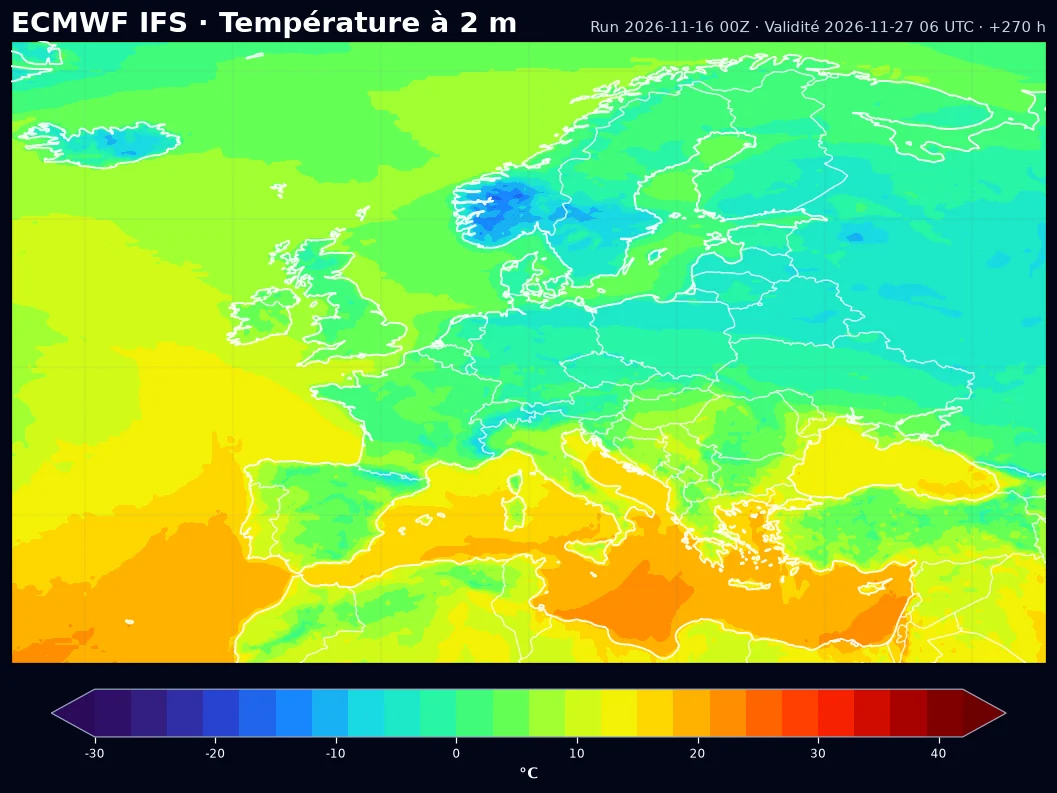 ECMWF IFS · Température à 2 m
Run 2026-11-16 00Z · Validité 2026-11-27 06 UTC · +270 h
-30 -20 -10 0 10 20 30 40
°C